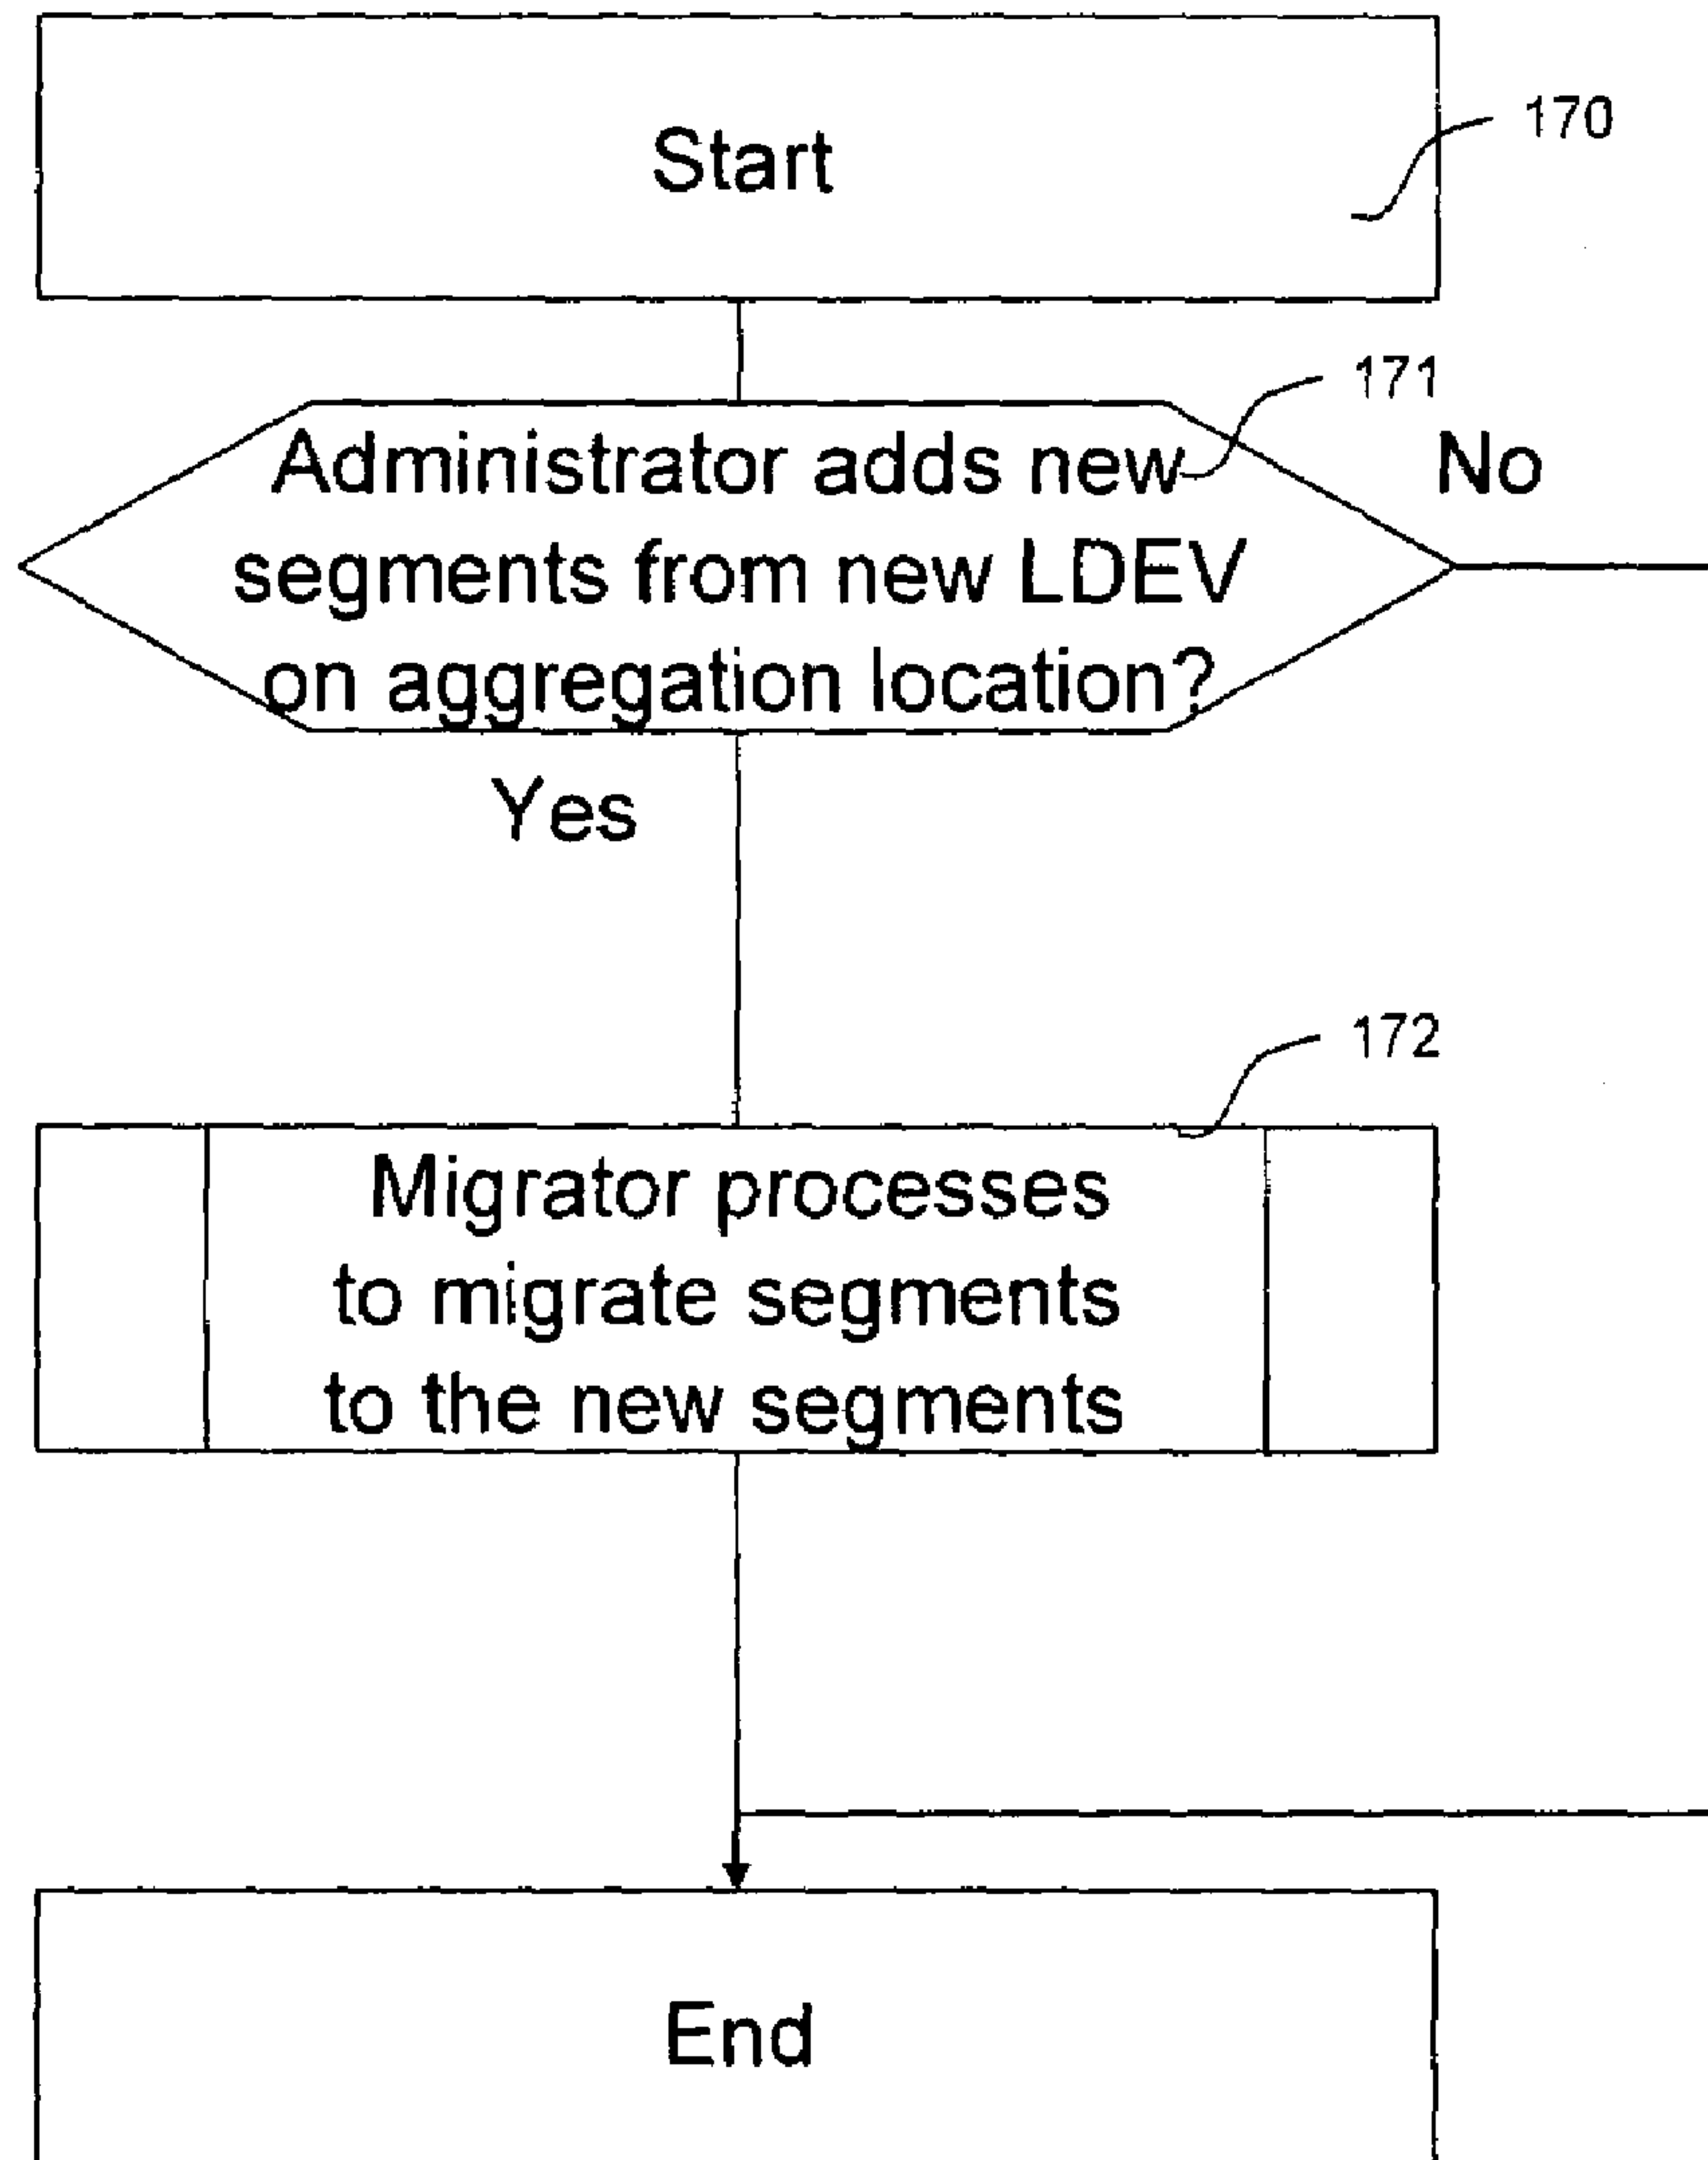 Start
170
171
Administrator adds new
segments from new LDEV
on aggregation location?
No
Yes
172
Migrator processes
to migrate segments
to the new segments
End